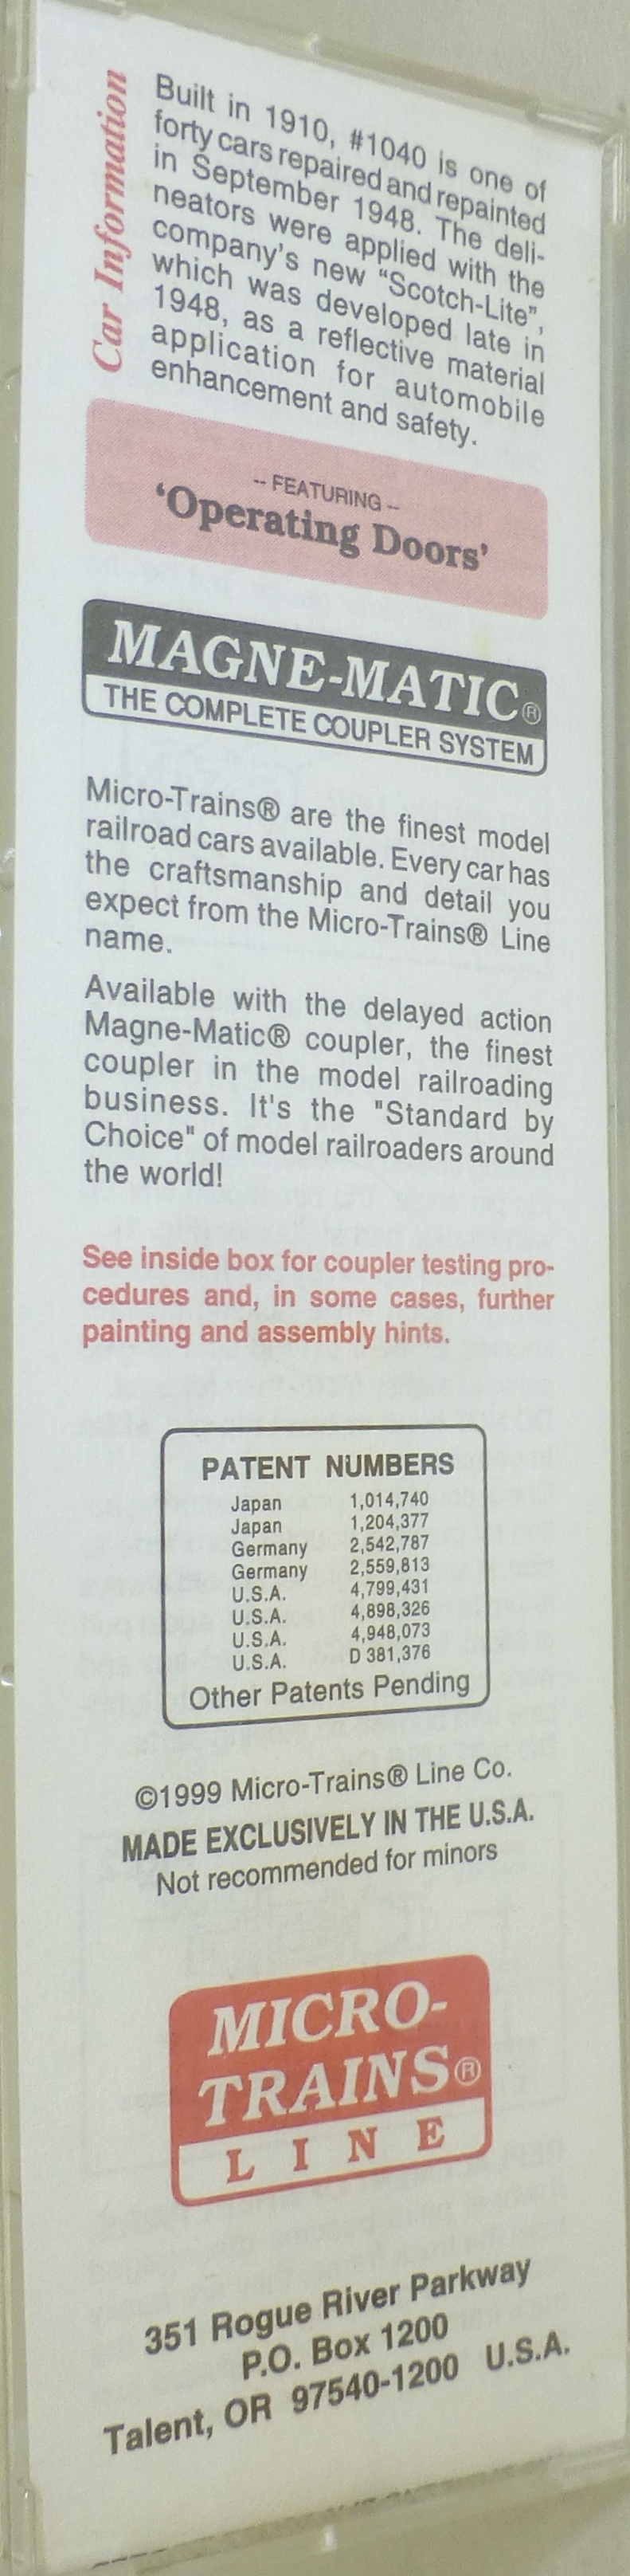 Car Information
Built in 1910, #1040 is one of
forty cars repaired and repainted
in September 1948. The deli-
neators were applied with the
company's new "Scotch-Lite",
which was developed late in
1948, as a reflective material
application for automobile
enhancement and safety.
-- FEATURING --
'Operating Doors'
MAGNE-MATIC®
THE COMPLETE COUPLER SYSTEM
Micro-Trains® are the finest model
railroad cars available. Every car has
the craftsmanship and detail you
expect from the Micro-Trains® Line
name.
Available with the delayed action
Magne-Matic® coupler, the finest
coupler in the model railroading
business. It's the "Standard by
Choice" of model railroaders around
the world!
See inside box for coupler testing pro-
cedures and, in some cases, further
painting and assembly hints.
PATENT NUMBERS
Japan 1,014,740
Japan 1,204,377
Germany 2,542,787
Germany 2,559,813
U.S.A. 4,799,431
U.S.A. 4,898,326
U.S.A. 4,948,073
U.S.A. D 381,376
Other Patents Pending
©1999 Micro-Trains® Line Co.
MADE EXCLUSIVELY IN THE U.S.A.
Not recommended for minors
MICRO-
TRAINS®
LINE
351 Rogue River Parkway
P.O. Box 1200
Talent, OR 97540-1200 U.S.A.